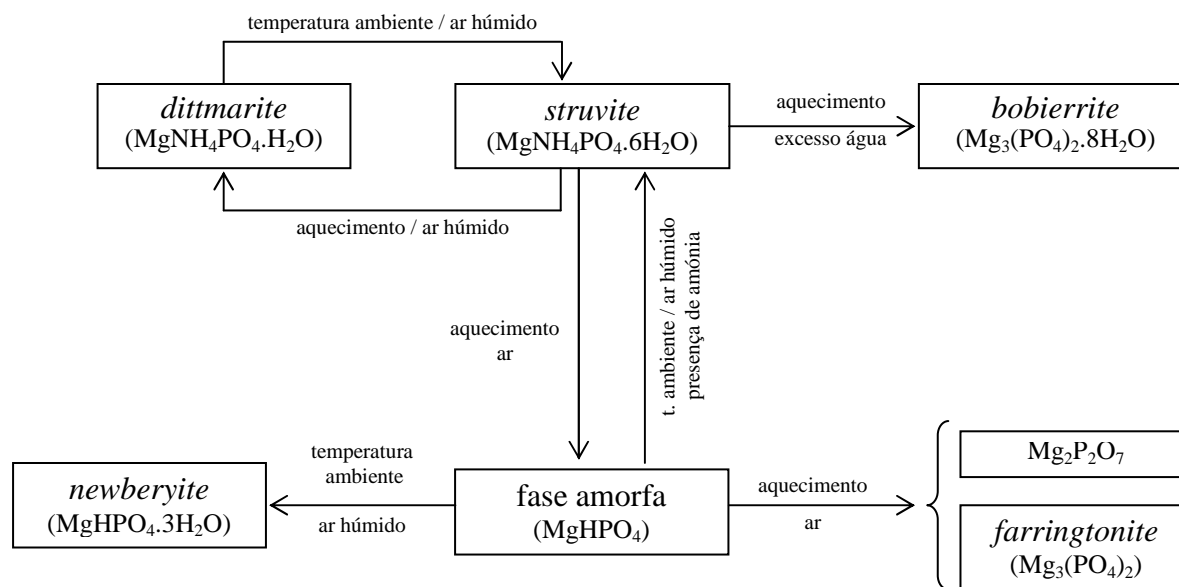 temperatura ambiente / ar húmido
dittmarite
(MgNH₄PO₄.H₂O)
struvite
(MgNH₄PO₄.6H₂O)
aquecimento
excesso água
bobierrite
(Mg₃(PO₄)₂.8H₂O)
aquecimento / ar húmido
aquecimento
ar
t. ambiente / ar húmido
presença de amónia
newberyite
(MgHPO₄.3H₂O)
temperatura
ambiente
ar húmido
fase amorfa
(MgHPO₄)
aquecimento
ar
Mg₂P₂O₇
farringtonite
(Mg₃(PO₄)₂)